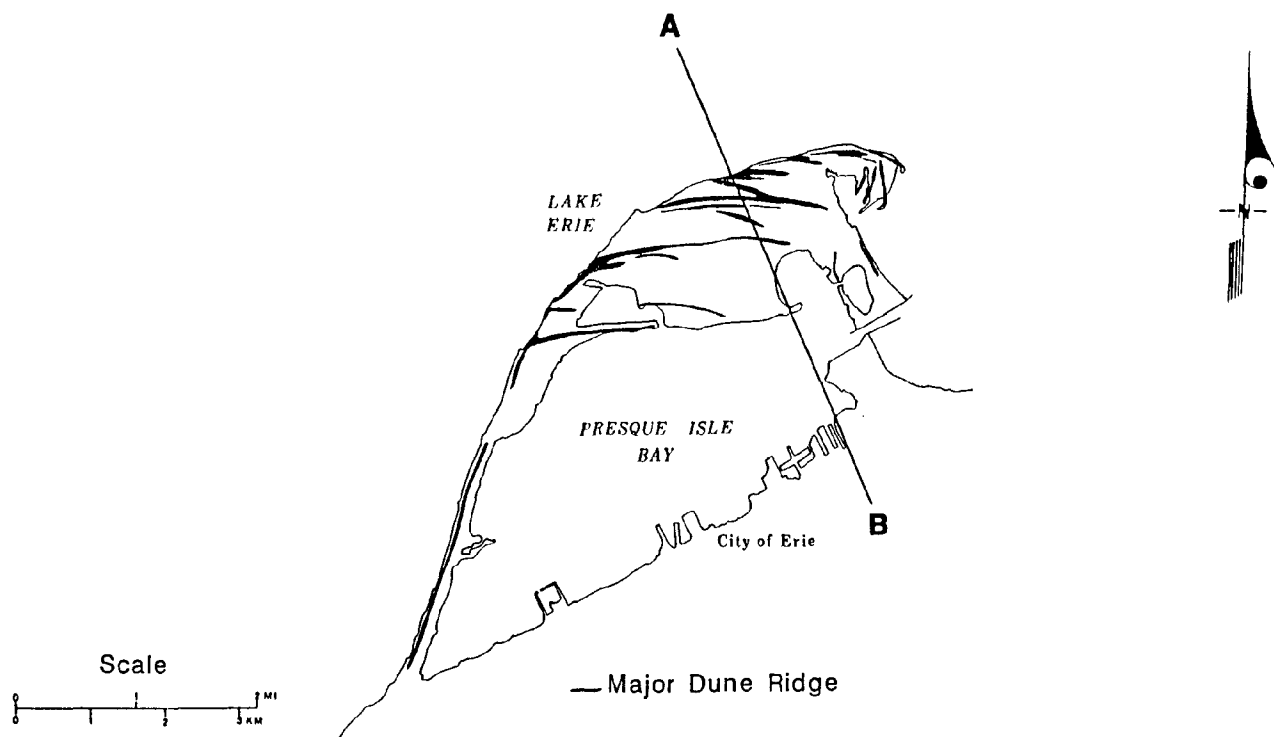 A
LAKE
ERIE
N
PRESQUE ISLE
BAY
B
City of Erie
Scale
0 1 2 MI
0 1 2 3 KM
Major Dune Ridge